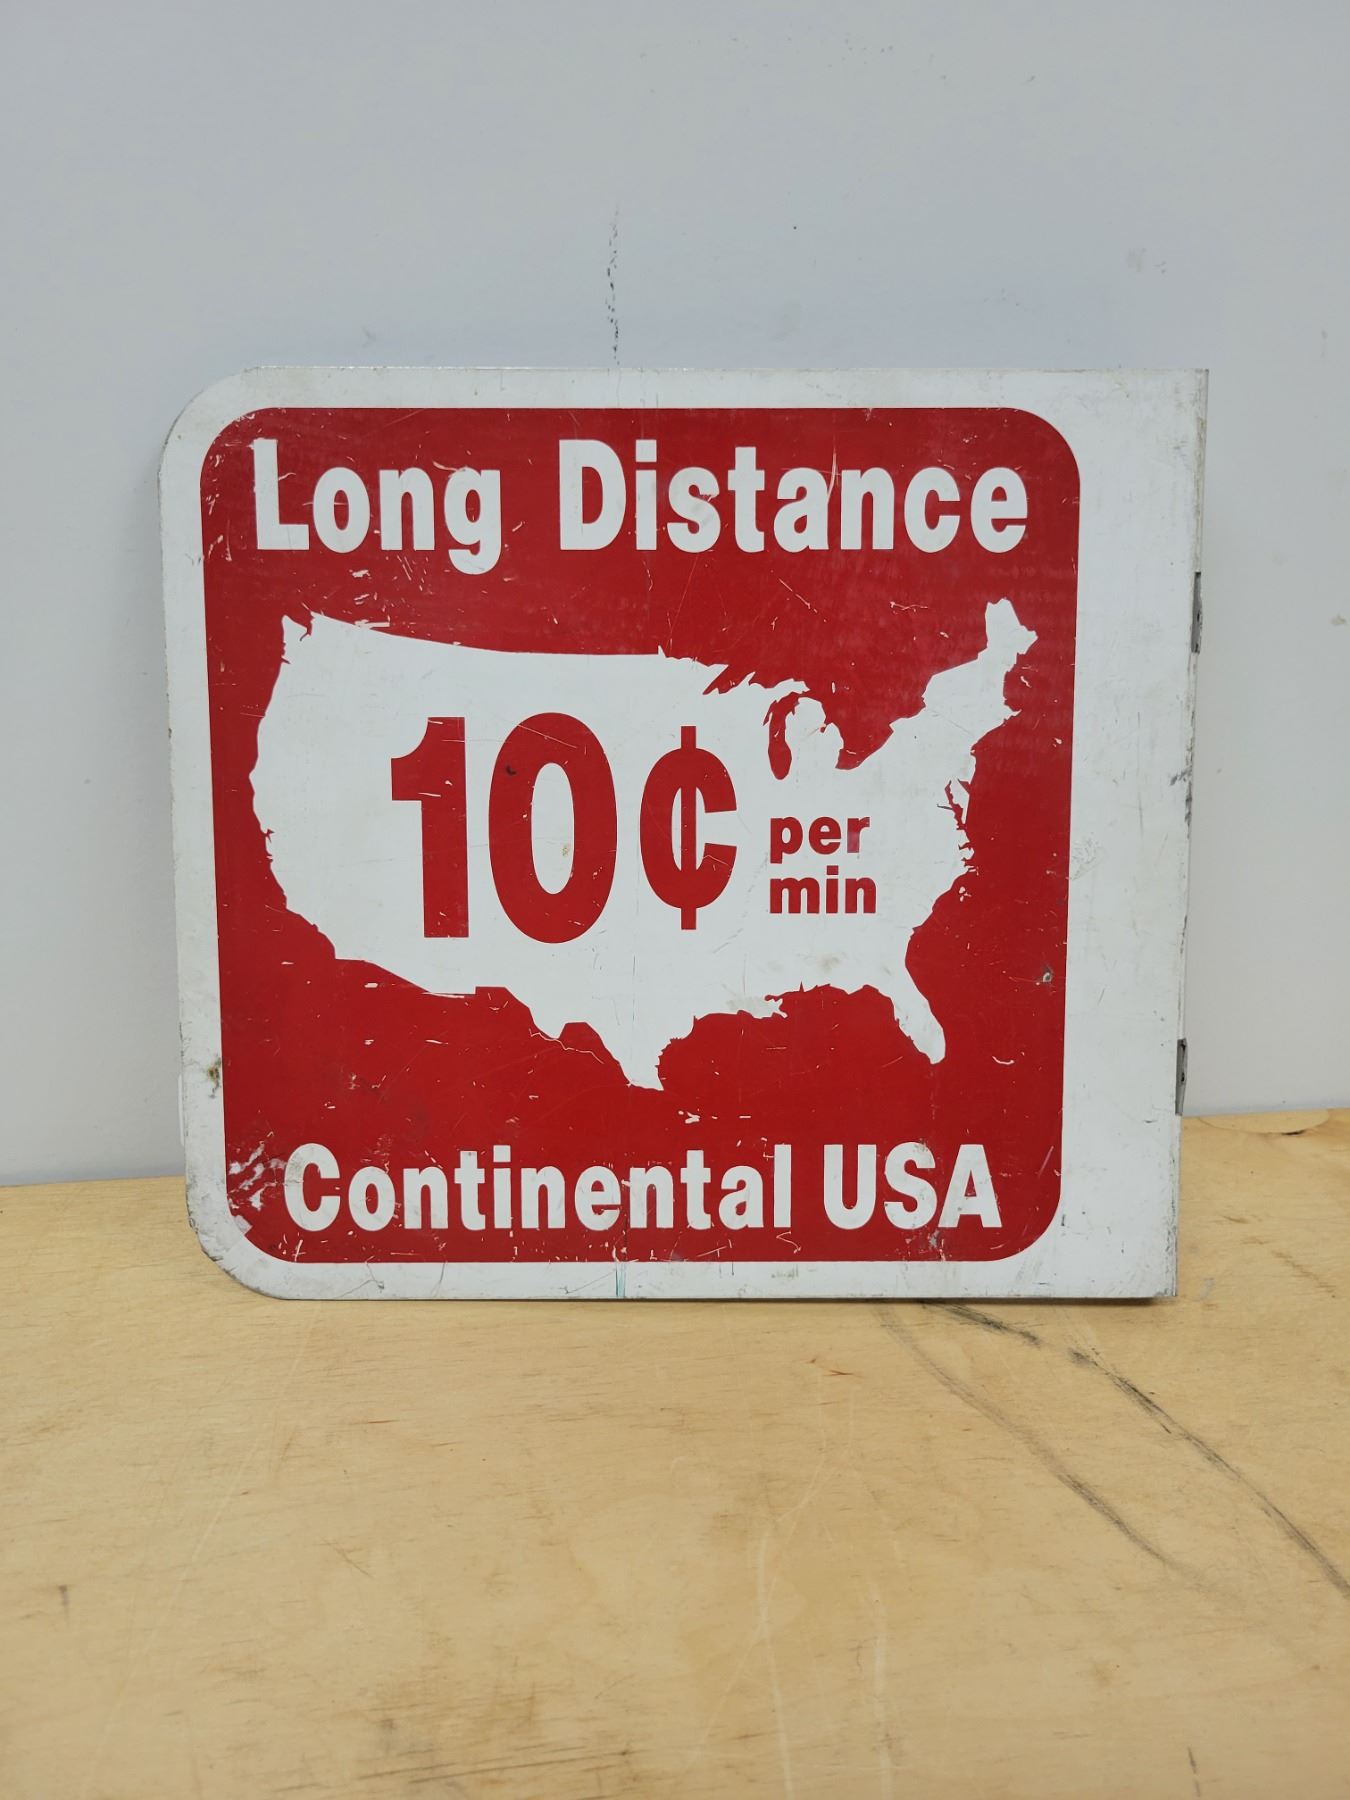 Long Distance
10¢ per
min
Continental USA